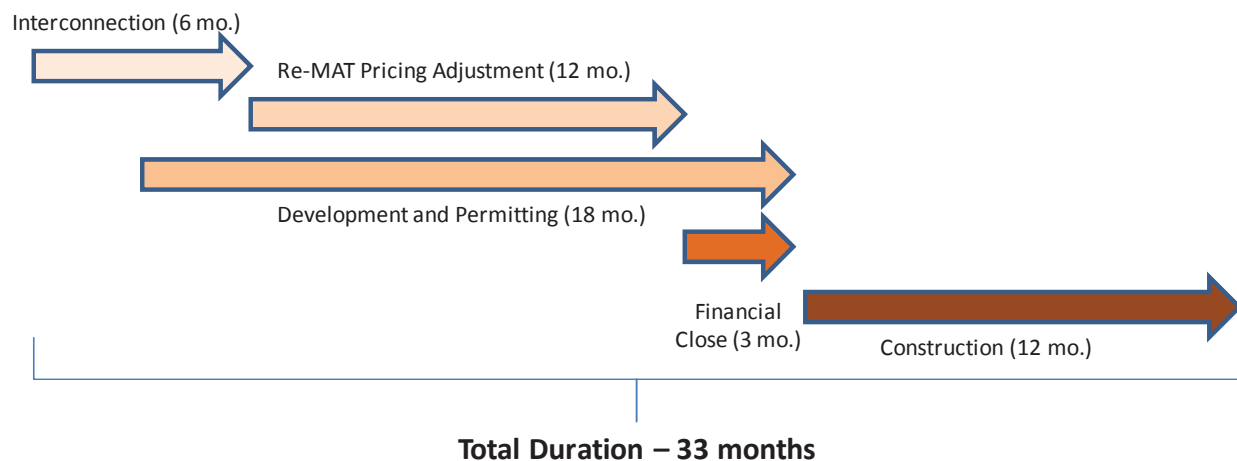 Interconnection (6 mo.)
Re-MAT Pricing Adjustment (12 mo.)
Development and Permitting (18 mo.)
Financial
Close (3 mo.)
Construction (12 mo.)
Total Duration – 33 months